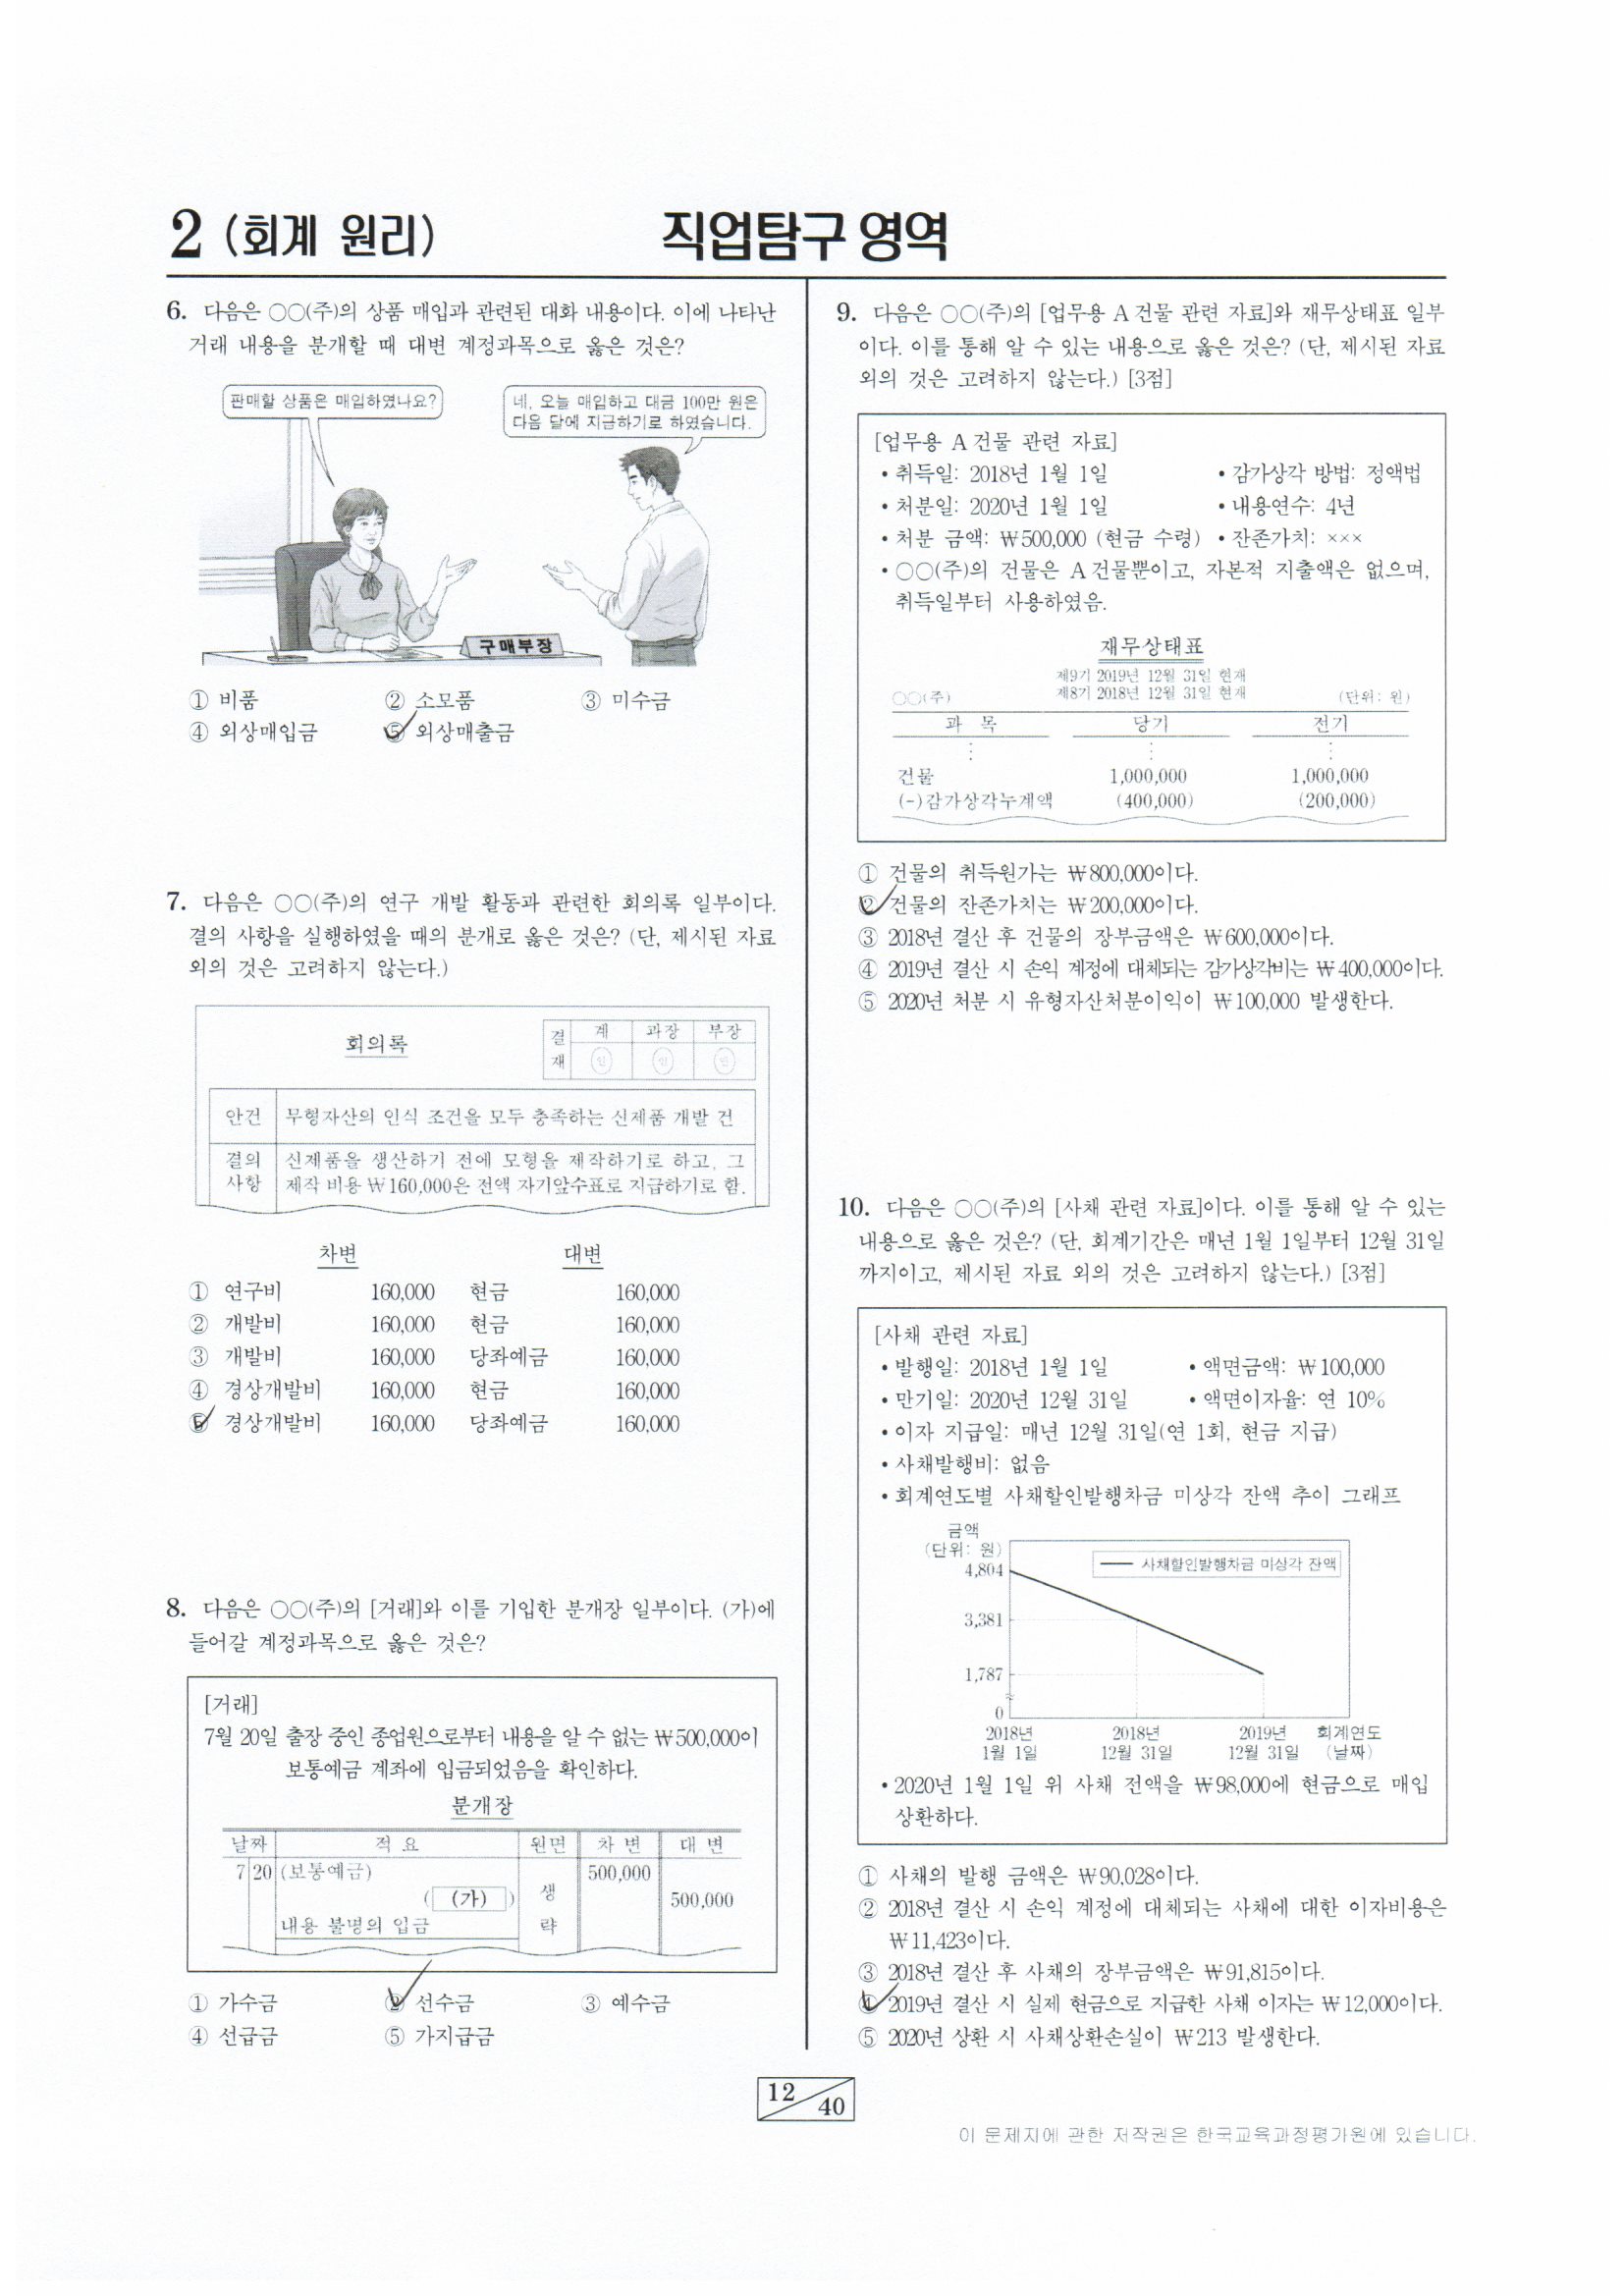 2 (회계 원리)
직업탐구 영역
6. 다음은 ○○(주)의 상품 매입과 관련된 대화 내용이다. 이에 나타난
거래 내용을 분개할 때 대변 계정과목으로 옳은 것은?
판매할 상품은 매입하였나요?
네, 오늘 매입하고 대금 100만 원은
다음 달에 지급하기로 하였습니다.
구매부장
① 비품 ② 소모품 ③ 미수금
④ 외상매입금 ⑤ 외상매출금
7. 다음은 ○○(주)의 연구 개발 활동과 관련한 회의록 일부이다.
결의 사항을 실행하였을 때의 분개로 옳은 것은? (단, 제시된 자료
외의 것은 고려하지 않는다.)
회의록
결재 계 과장 부장
인 인 인
안건 무형자산의 인식 조건을 모두 충족하는 신제품 개발 건
결의 신제품을 생산하기 전에 모형을 제작하기로 하고, 그
사항 제작 비용 ₩160,000은 전액 자기앞수표로 지급하기로 함.
차변 대변
① 연구비 160,000 현금 160,000
② 개발비 160,000 현금 160,000
③ 개발비 160,000 당좌예금 160,000
④ 경상개발비 160,000 현금 160,000
⑤ 경상개발비 160,000 당좌예금 160,000
8. 다음은 ○○(주)의 [거래]와 이를 기입한 분개장 일부이다. (가)에
들어갈 계정과목으로 옳은 것은?
[거래]
7월 20일 출장 중인 종업원으로부터 내용을 알 수 없는 ₩500,000이
보통예금 계좌에 입금되었음을 확인하다.
분개장
날짜 적 요 원면 차 변 대 변
7 20 (보통예금) 500,000
( (가) ) 생 500,000
내용 불명의 입금 략
① 가수금 ② 선수금 ③ 예수금
④ 선급금 ⑤ 가지급금
9. 다음은 ○○(주)의 [업무용 A 건물 관련 자료]와 재무상태표 일부
이다. 이를 통해 알 수 있는 내용으로 옳은 것은? (단, 제시된 자료
외의 것은 고려하지 않는다.) [3점]
[업무용 A 건물 관련 자료]
• 취득일: 2018년 1월 1일 • 감가상각 방법: 정액법
• 처분일: 2020년 1월 1일 • 내용연수: 4년
• 처분 금액: ₩500,000 (현금 수령) • 잔존가치: ×××
• ○○(주)의 건물은 A 건물뿐이고, 자본적 지출액은 없으며,
취득일부터 사용하였음.
재무상태표
제9기 2019년 12월 31일 현재
○○(주) 제8기 2018년 12월 31일 현재 (단위: 원)
과 목 당기 전기
⋮ ⋮ ⋮
건물 1,000,000 1,000,000
(-)감가상각누계액 (400,000) (200,000)
① 건물의 취득원가는 ₩800,000이다.
② 건물의 잔존가치는 ₩200,000이다.
③ 2018년 결산 후 건물의 장부금액은 ₩600,000이다.
④ 2019년 결산 시 손익 계정에 대체되는 감가상각비는 ₩400,000이다.
⑤ 2020년 처분 시 유형자산처분이익이 ₩100,000 발생한다.
10. 다음은 ○○(주)의 [사채 관련 자료]이다. 이를 통해 알 수 있는
내용으로 옳은 것은? (단, 회계기간은 매년 1월 1일부터 12월 31일
까지이고, 제시된 자료 외의 것은 고려하지 않는다.) [3점]
[사채 관련 자료]
• 발행일: 2018년 1월 1일 • 액면금액: ₩100,000
• 만기일: 2020년 12월 31일 • 액면이자율: 연 10%
• 이자 지급일: 매년 12월 31일(연 1회, 현금 지급)
• 사채발행비: 없음
• 회계연도별 사채할인발행차금 미상각 잔액 추이 그래프
금액
(단위: 원)
사채할인발행차금 미상각 잔액
4,804
3,381
1,787
0
2018년 2018년 2019년 회계연도
1월 1일 12월 31일 12월 31일 (날짜)
• 2020년 1월 1일 위 사채 전액을 ₩98,000에 현금으로 매입
상환하다.
① 사채의 발행 금액은 ₩90,028이다.
② 2018년 결산 시 손익 계정에 대체되는 사채에 대한 이자비용은
₩11,423이다.
③ 2018년 결산 후 사채의 장부금액은 ₩91,815이다.
④ 2019년 결산 시 실제 현금으로 지급한 사채 이자는 ₩12,000이다.
⑤ 2020년 상환 시 사채상환손실이 ₩213 발생한다.
12 / 40
이 문제지에 관한 저작권은 한국교육과정평가원에 있습니다.